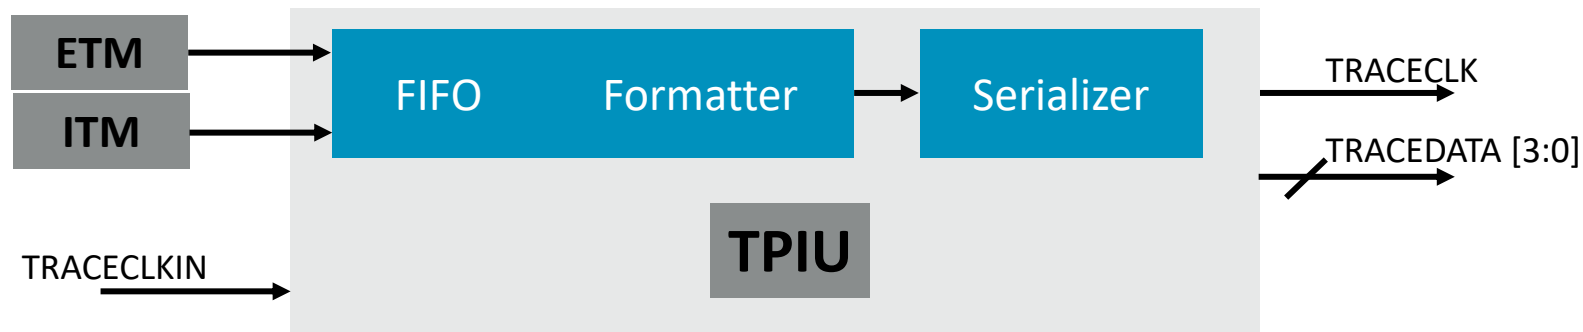 ETM
ITM
TRACECLKIN
FIFO Formatter
Serializer
TPIU
TRACECLK
TRACEDATA [3:0]